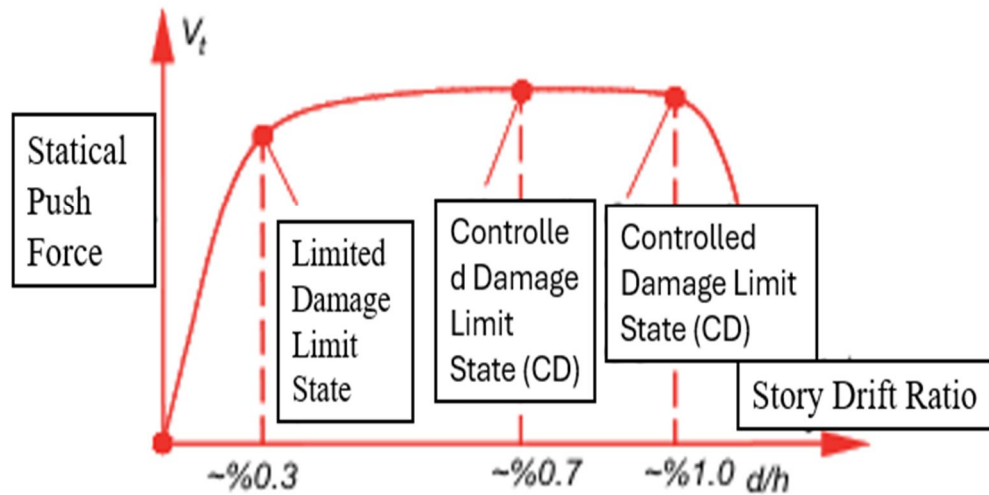 Vt
Statical
Push
Force
Limited
Damage
Limit
State
Controlle
d Damage
Limit
State (CD)
Controlled
Damage Limit
State (CD)
Story Drift Ratio
~%0.3
~%0.7
~%1.0
d/h